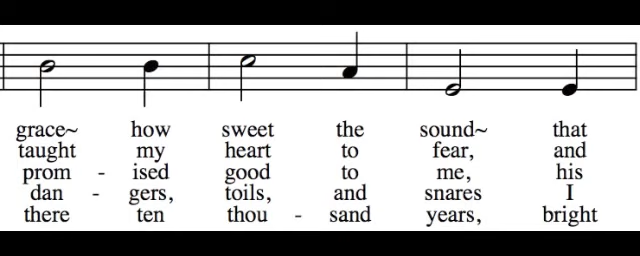 grace~ how sweet the sound~ that
taught my heart to fear, and
prom - ised good to me, his
dan - gers, toils, and snares I
there ten thou - sand years, bright